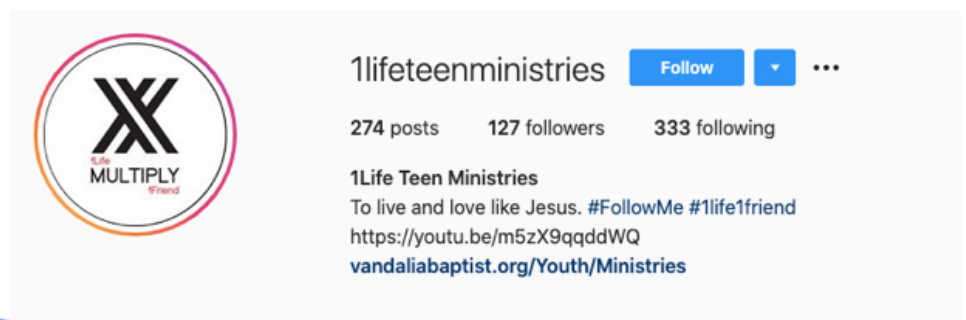 1Life
MULTIPLY
1Friend
1lifeteenministries Follow
274 posts 127 followers 333 following
1Life Teen Ministries
To live and love like Jesus. #FollowMe #1life1friend
https://youtu.be/m5zX9qqddWQ
vandaliabaptist.org/Youth/Ministries